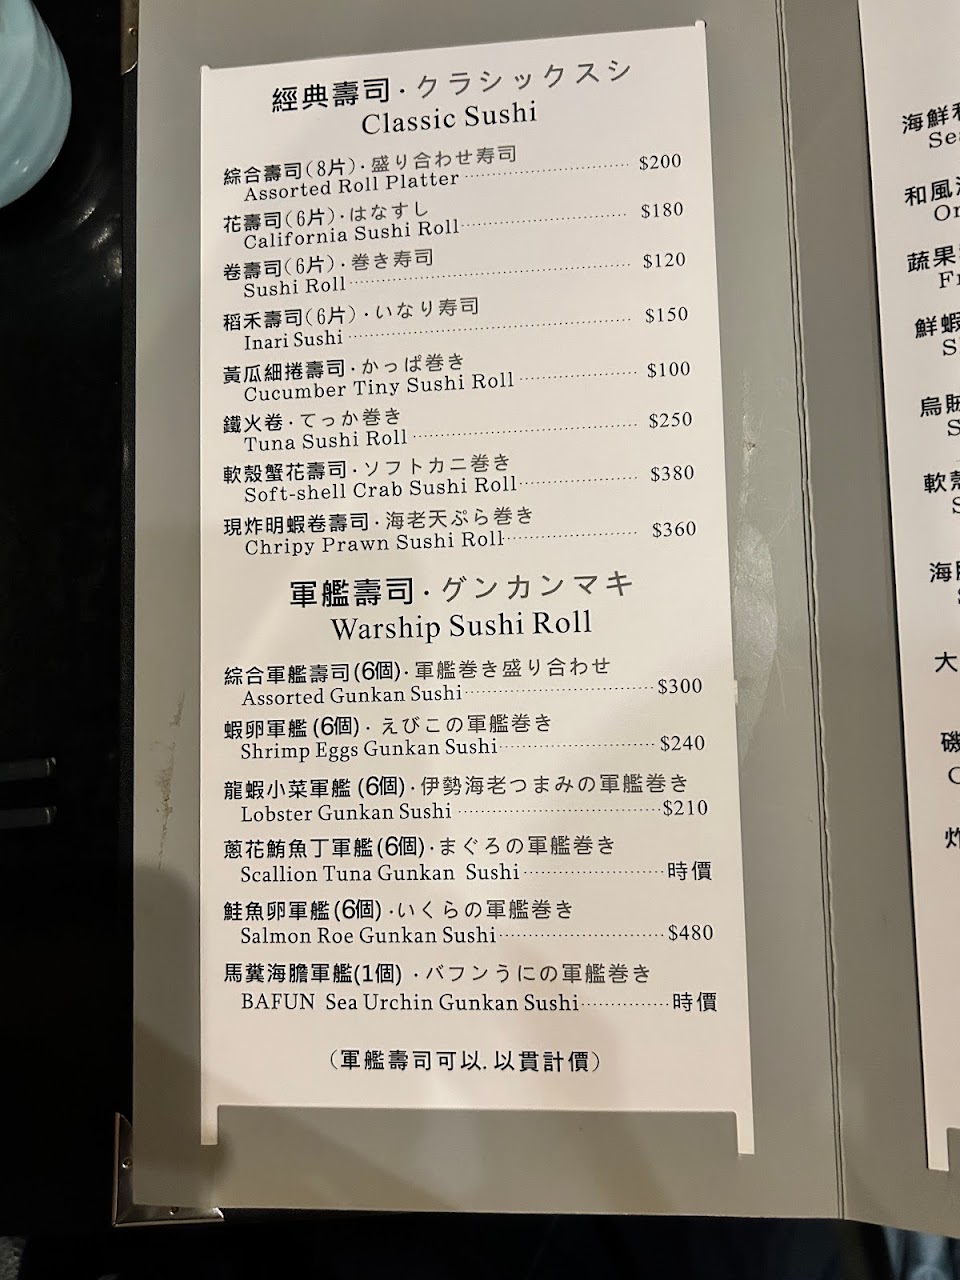 經典壽司・クラシックスシ
Classic Sushi
綜合壽司(8片)・盛り合わせ寿司
Assorted Roll Platter $200
花壽司(6片)・はなすし
California Sushi Roll $180
卷壽司(6片)・巻き寿司
Sushi Roll $120
稻禾壽司(6片)・いなり寿司
Inari Sushi $150
黃瓜細捲壽司・かっぱ巻き
Cucumber Tiny Sushi Roll $100
鐵火卷・てっか巻き
Tuna Sushi Roll $250
軟殼蟹花壽司・ソフトカニ巻き
Soft-shell Crab Sushi Roll $380
現炸明蝦卷壽司・海老天ぷら巻き
Chripy Prawn Sushi Roll $360
軍艦壽司・グンカンマキ
Warship Sushi Roll
綜合軍艦壽司(6個)・軍艦巻き盛り合わせ
Assorted Gunkan Sushi $300
蝦卵軍艦(6個)・えびこの軍艦巻き
Shrimp Eggs Gunkan Sushi $240
龍蝦小菜軍艦(6個)・伊勢海老つまみの軍艦巻き
Lobster Gunkan Sushi $210
蔥花鮪魚丁軍艦(6個)・まぐろの軍艦巻き
Scallion Tuna Gunkan Sushi 時價
鮭魚卵軍艦(6個)・いくらの軍艦巻き
Salmon Roe Gunkan Sushi $480
馬糞海膽軍艦(1個)・バフンうにの軍艦巻き
BAFUN Sea Urchin Gunkan Sushi 時價
(軍艦壽司可以.以貫計價)
海鮮
和風
蔬果
鮮蝦
大
炸